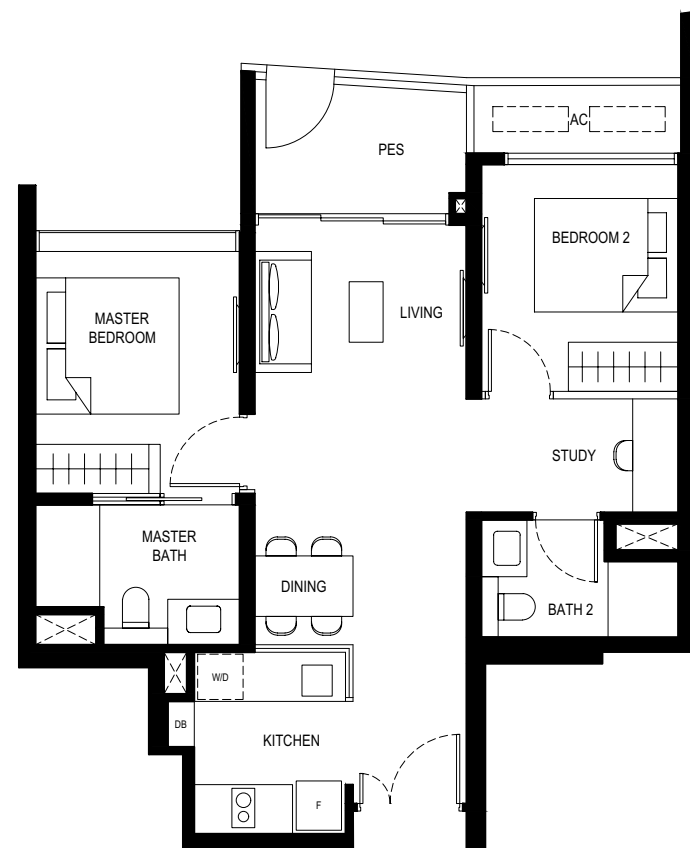 AC
PES
BEDROOM 2
LIVING
MASTER
BEDROOM
STUDY
MASTER
BATH
DINING
BATH 2
W/D
DB
KITCHEN
F